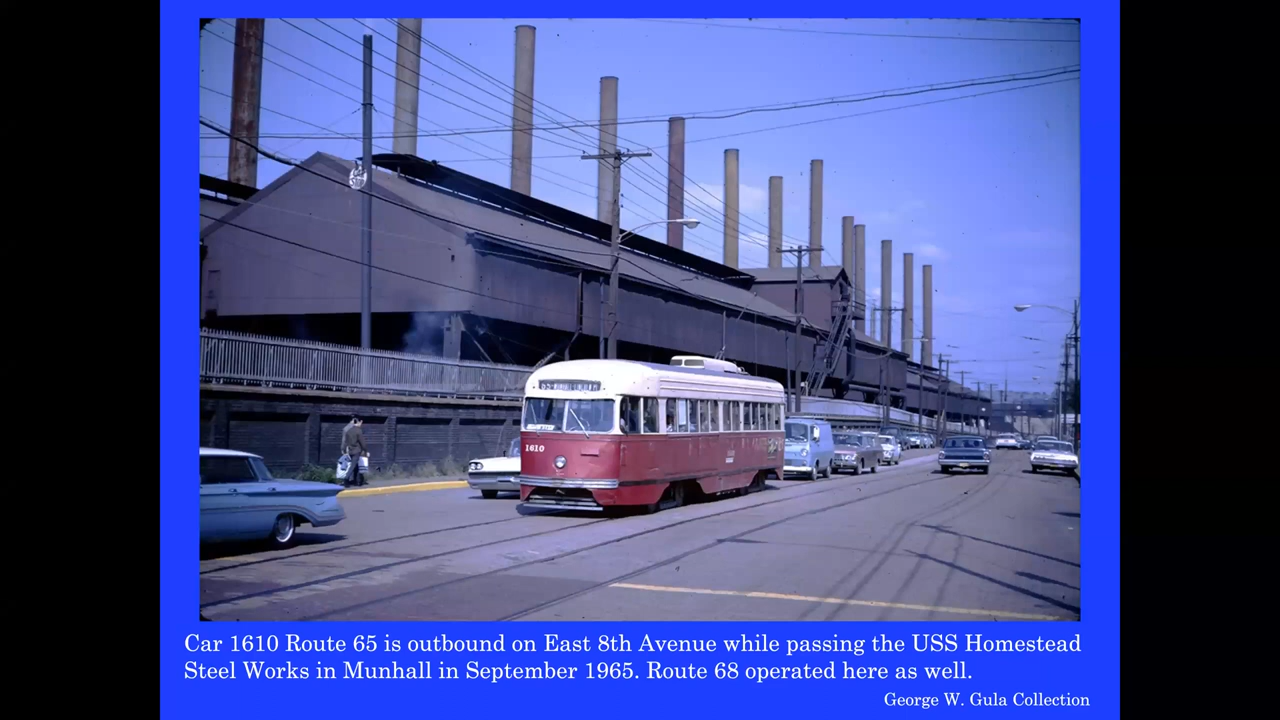 1610
Car 1610 Route 65 is outbound on East 8th Avenue while passing the USS Homestead
Steel Works in Munhall in September 1965. Route 68 operated here as well.
George W. Gula Collection